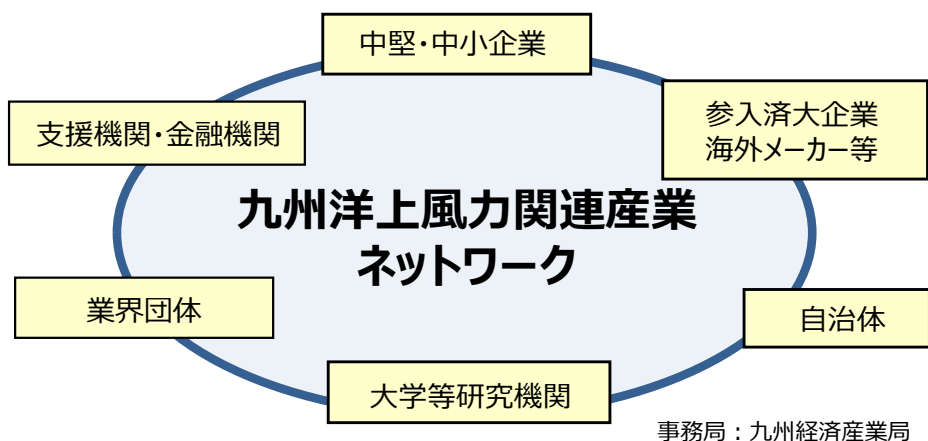 中堅・中小企業
支援機関・金融機関
参入済大企業
海外メーカー等
九州洋上風力関連産業
ネットワーク
業界団体
自治体
大学等研究機関
事務局：九州経済産業局